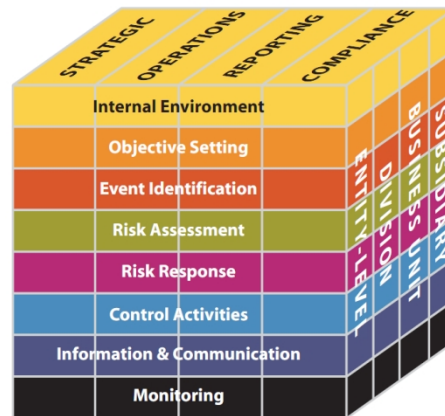 STRATEGIC
OPERATIONS
REPORTING
COMPLIANCE
Internal Environment
Objective Setting
Event Identification
Risk Assessment
Risk Response
Control Activities
Information & Communication
Monitoring
ENTITY-LEVEL
DIVISION
BUSINESS UNIT
SUBSIDIARY